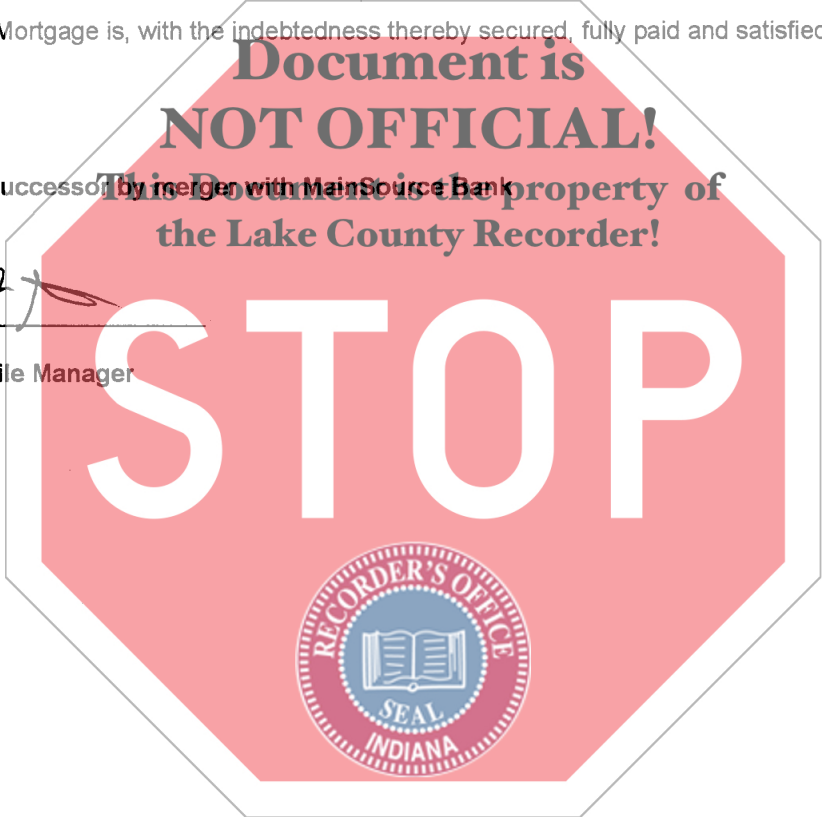 Mortgage is, with the indebtedness thereby secured, fully paid and satisfied
Document is
NOT OFFICIAL!
uccessor by merger with MainSource Bank
This Document is the property of
the Lake County Recorder!
ile Manager
STOP
RECORDER'S OFFICE
SEAL
INDIANA